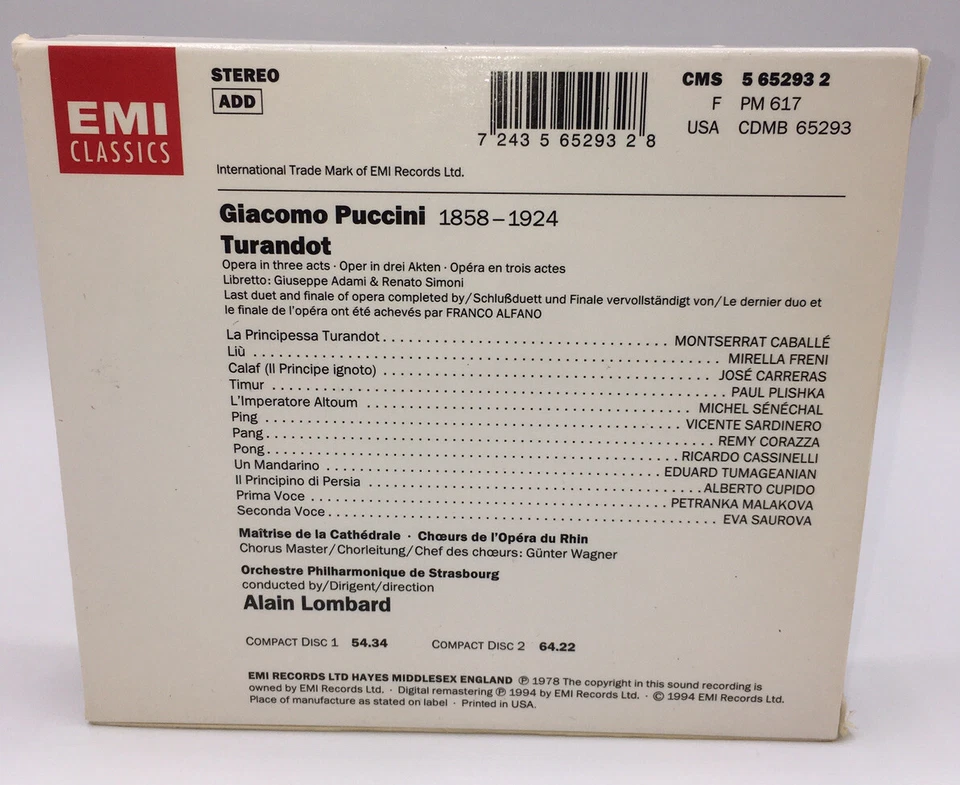 EMI
CLASSICS
STEREO
ADD
7 243 5 65293 2 8
CMS 5 65293 2
F PM 617
USA CDMB 65293
International Trade Mark of EMI Records Ltd.
Giacomo Puccini 1858–1924
Turandot
Opera in three acts · Oper in drei Akten · Opéra en trois actes
Libretto: Giuseppe Adami & Renato Simoni
Last duet and finale of opera completed by/Schlußduett und Finale vervollständigt von/Le dernier duo et
le finale de l'opéra ont été achevés par FRANCO ALFANO
La Principessa Turandot . . . . . . . . . . . . . . . . . . . . . . . . . . . . . . MONTSERRAT CABALLÉ
Liù . . . . . . . . . . . . . . . . . . . . . . . . . . . . . . MIRELLA FRENI
Calaf (Il Principe ignoto) . . . . . . . . . . . . . . . . . . . . . . . . . . . . . . JOSÉ CARRERAS
Timur . . . . . . . . . . . . . . . . . . . . . . . . . . . . . . PAUL PLISHKA
L'Imperatore Altoum . . . . . . . . . . . . . . . . . . . . . . . . . . . . . . MICHEL SÉNÉCHAL
Ping . . . . . . . . . . . . . . . . . . . . . . . . . . . . . . VICENTE SARDINERO
Pang . . . . . . . . . . . . . . . . . . . . . . . . . . . . . . REMY CORAZZA
Pong . . . . . . . . . . . . . . . . . . . . . . . . . . . . . . RICARDO CASSINELLI
Un Mandarino . . . . . . . . . . . . . . . . . . . . . . . . . . . . . . EDUARD TUMAGEANIAN
Il Principino di Persia . . . . . . . . . . . . . . . . . . . . . . . . . . . . . . ALBERTO CUPIDO
Prima Voce . . . . . . . . . . . . . . . . . . . . . . . . . . . . . . PETRANKA MALAKOVA
Seconda Voce . . . . . . . . . . . . . . . . . . . . . . . . . . . . . . EVA SAUROVA
Maîtrise de la Cathédrale · Chœurs de l'Opéra du Rhin
Chorus Master/Chorleitung/Chef des chœurs: Günter Wagner
Orchestre Philharmonique de Strasbourg
conducted by/Dirigent/direction
Alain Lombard
COMPACT DISC 1 54.34 COMPACT DISC 2 64.22
EMI RECORDS LTD HAYES MIDDLESEX ENGLAND ℗ 1978 The copyright in this sound recording is
owned by EMI Records Ltd. · Digital remastering ℗ 1994 by EMI Records Ltd. · © 1994 EMI Records Ltd.
Place of manufacture as stated on label · Printed in USA.